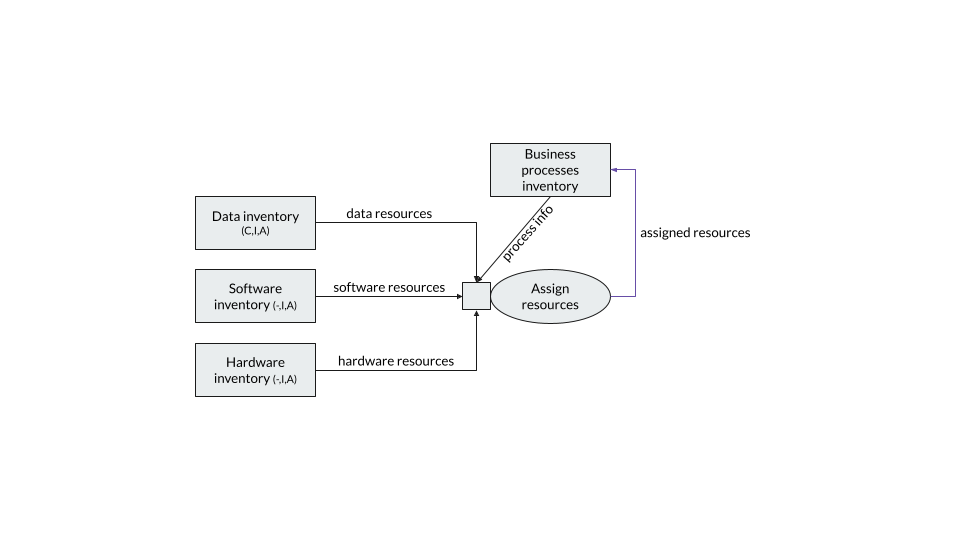 Business
processes
inventory
Data inventory
(C,I,A)
data resources
process info
assigned resources
Software
inventory (-,I,A)
software resources
Assign
resources
Hardware
inventory (-,I,A)
hardware resources